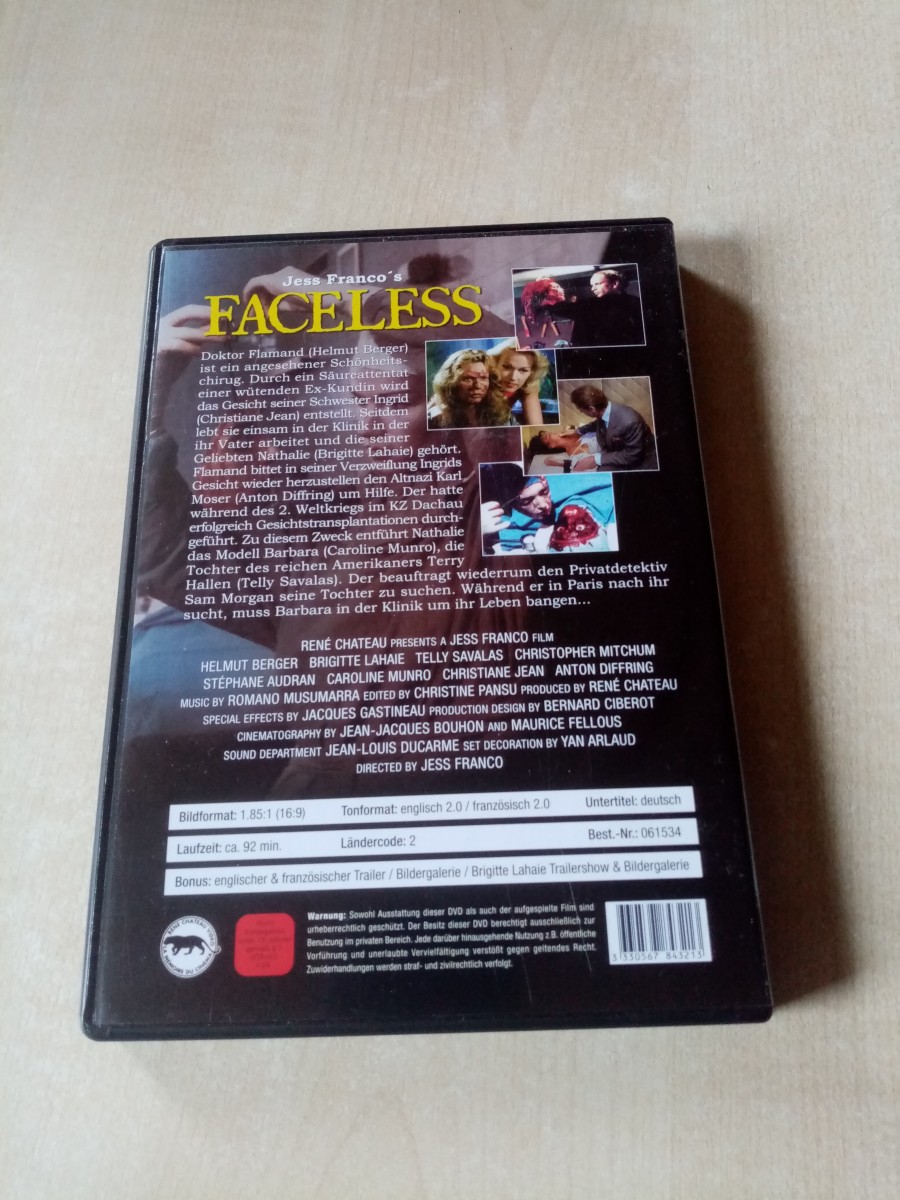 Jess Franco´s
FACELESS
Doktor Flamand (Helmut Berger)
ist ein angesehener Schönheits-
chirug. Durch ein Säureattentat
einer wütenden Ex-Kundin wird
das Gesicht seiner Schwester Ingrid
(Christiane Jean) entstellt. Seitdem
lebt sie einsam in der Klinik in der
ihr Vater arbeitet und die seiner
Geliebten Nathalie (Brigitte Lahaie) gehört.
Flamand bittet in seiner Verzweiflung Ingrids
Gesicht wieder herzustellen den Altnazi Karl
Moser (Anton Diffring) um Hilfe. Der hatte
während des 2. Weltkriegs im KZ Dachau
erfolgreich Gesichtstransplantationen durch-
geführt. Zu diesem Zweck entführt Nathalie
das Modell Barbara (Caroline Munro), die
Tochter des reichen Amerikaners Terry
Hallen (Telly Savalas). Der beauftragt wiederrum den Privatdetektiv
Sam Morgan seine Tochter zu suchen. Während er in Paris nach ihr
sucht, muss Barbara in der Klinik um ihr Leben bangen...
RENÉ CHATEAU PRESENTS A JESS FRANCO FILM
HELMUT BERGER BRIGITTE LAHAIE TELLY SAVALAS CHRISTOPHER MITCHUM
STÉPHANE AUDRAN CAROLINE MUNRO CHRISTIANE JEAN ANTON DIFFRING
MUSIC BY ROMANO MUSUMARRA EDITED BY CHRISTINE PANSU PRODUCED BY RENÉ CHATEAU
SPECIAL EFFECTS BY JACQUES GASTINEAU PRODUCTION DESIGN BY BERNARD CIBEROT
CINEMATOGRAPHY BY JEAN-JACQUES BOUHON AND MAURICE FELLOUS
SOUND DEPARTMENT JEAN-LOUIS DUCARME SET DECORATION BY YAN ARLAUD
DIRECTED BY JESS FRANCO
Bildformat: 1.85:1 (16:9) Tonformat: englisch 2.0 / französisch 2.0 Untertitel: deutsch
Laufzeit: ca. 92 min. Ländercode: 2 Best.-Nr.: 061534
Bonus: englischer & französischer Trailer / Bildergalerie / Brigitte Lahaie Trailershow & Bildergalerie
RENÉ CHATEAU VIDEO
Warnung: Sowohl Ausstattung dieser DVD als auch der aufgespielte Film sind
urheberrechtlich geschützt. Der Besitz dieser DVD berechtigt ausschließlich zur
Benutzung im privaten Bereich. Jede darüber hinausgehende Nutzung z.B. öffentliche
Vorführung und unerlaubte Vervielfältigung verstößt gegen geltendes Recht.
Zuwiderhandlungen werden straf- und zivilrechtlich verfolgt.
3 330567 843213